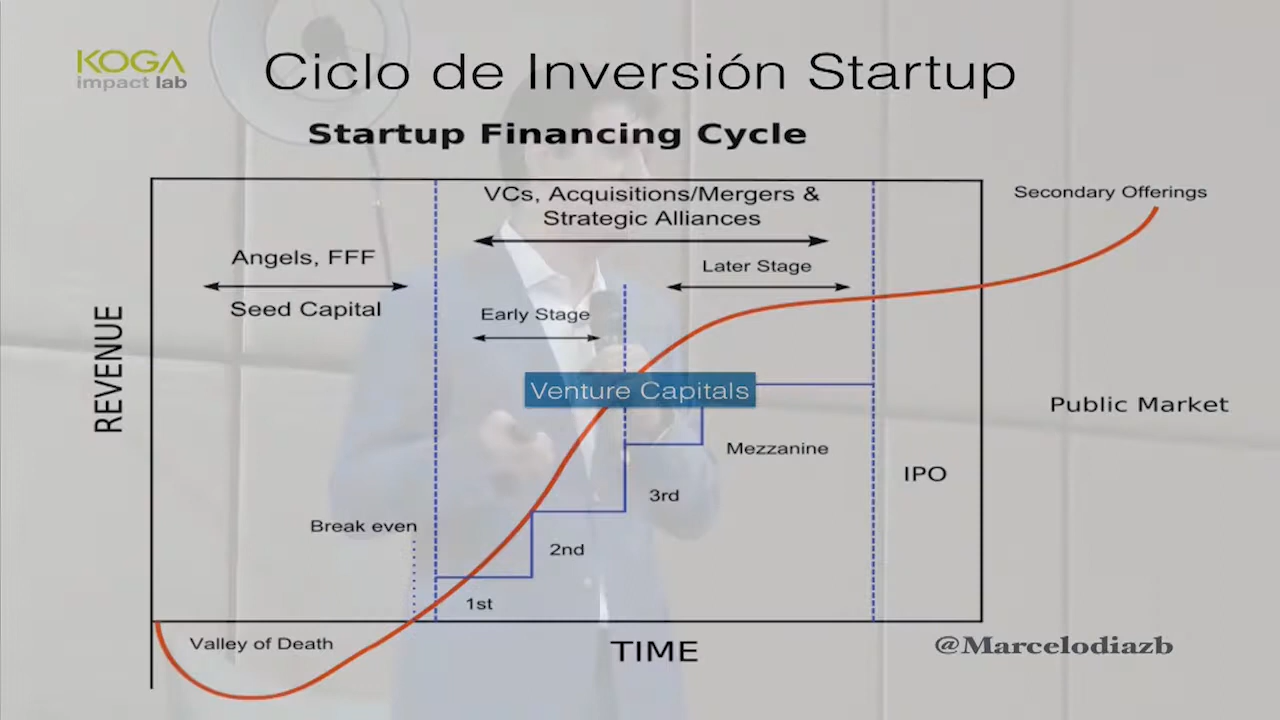 KOGA
impact lab
Ciclo de Inversión Startup
Startup Financing Cycle
VCs, Acquisitions/Mergers &
Strategic Alliances
Secondary Offerings
Angels, FFF
Later Stage
Seed Capital
Early Stage
REVENUE
Venture Capitals
Public Market
Mezzanine
IPO
3rd
Break even
2nd
1st
Valley of Death
TIME
@Marcelodiazb